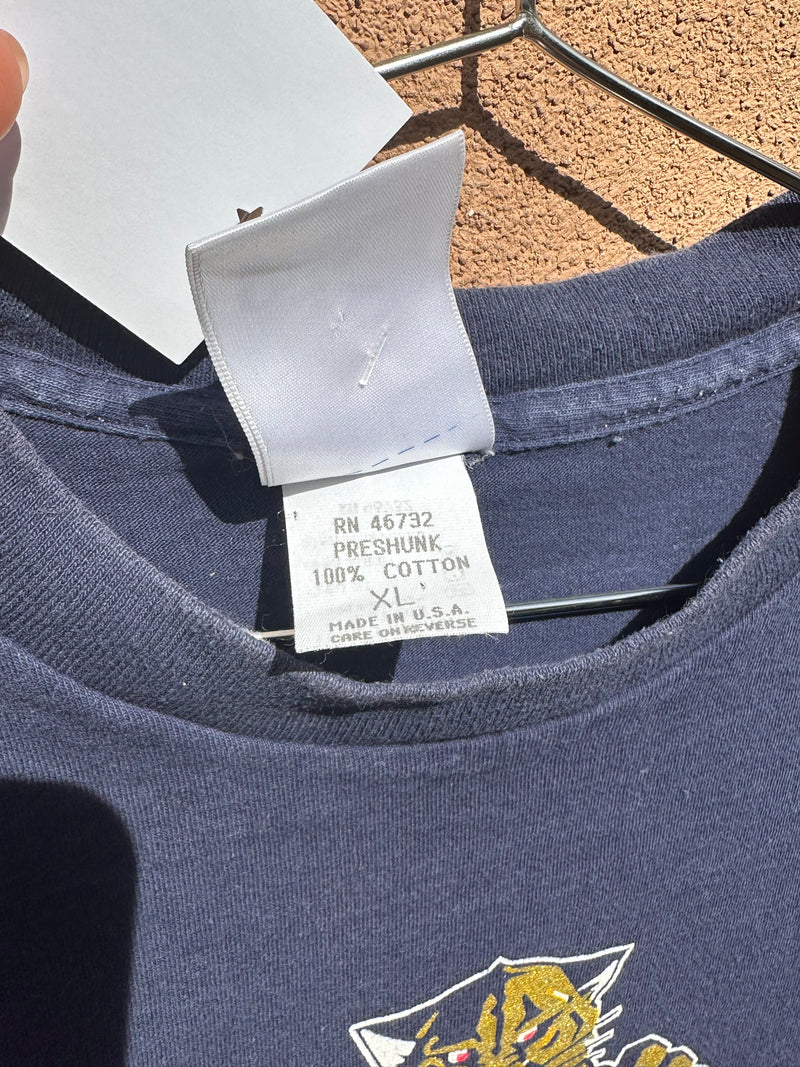 RN 46732
PRESHUNK
100% COTTON
XL
MADE IN U.S.A.
CARE ON REVERSE